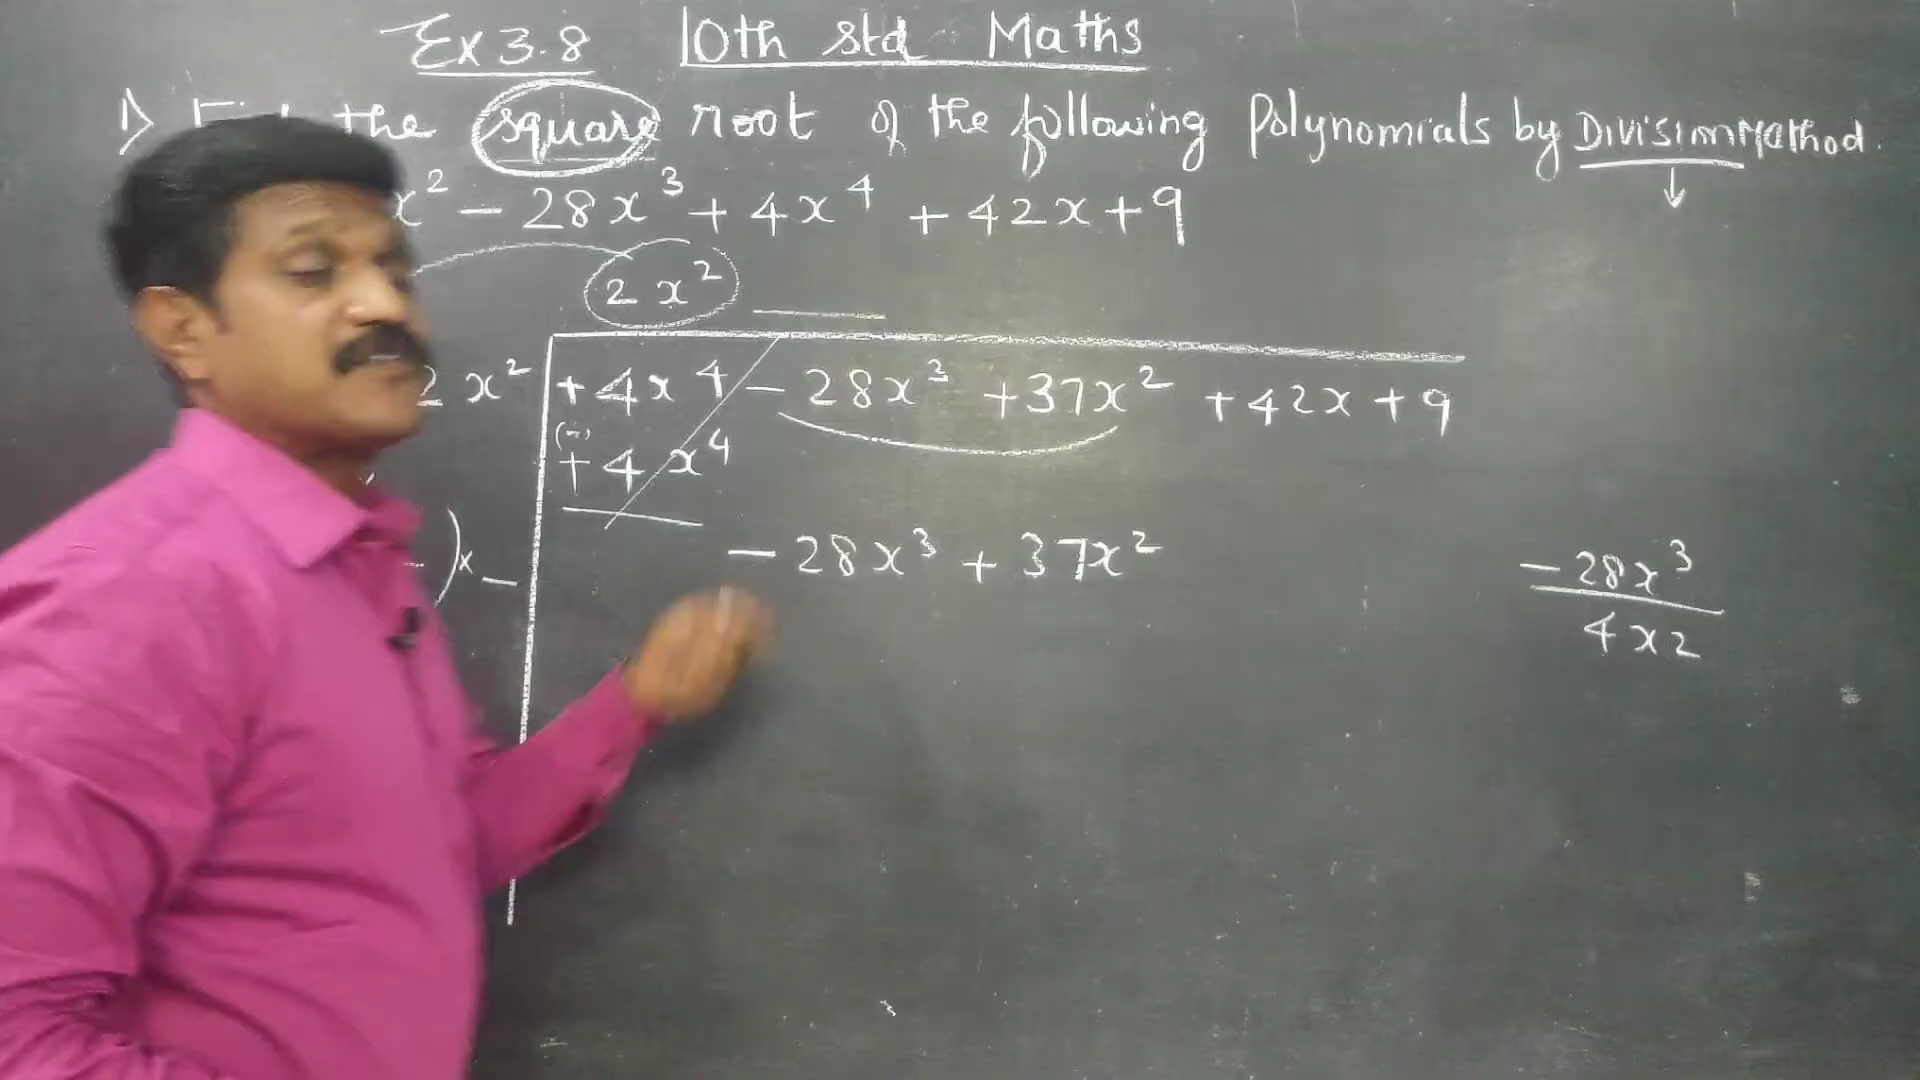 Ex 3.8 10th std Maths
1) the square root of the following Polynomials by Division Mathod.
x² - 28x³ + 4x⁴ + 42x + 9
2x²
2x² +4x⁴ - 28x³ +37x² +42x +9
(-)
+4x⁴
)x - -28x³ + 37x²
-28x³
4x2